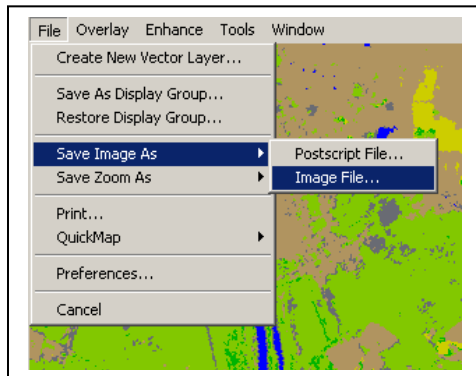 File Overlay Enhance Tools Window
Create New Vector Layer...
Save As Display Group...
Restore Display Group...
Save Image As
Postscript File...
Save Zoom As
Image File...
Print...
QuickMap
Preferences...
Cancel